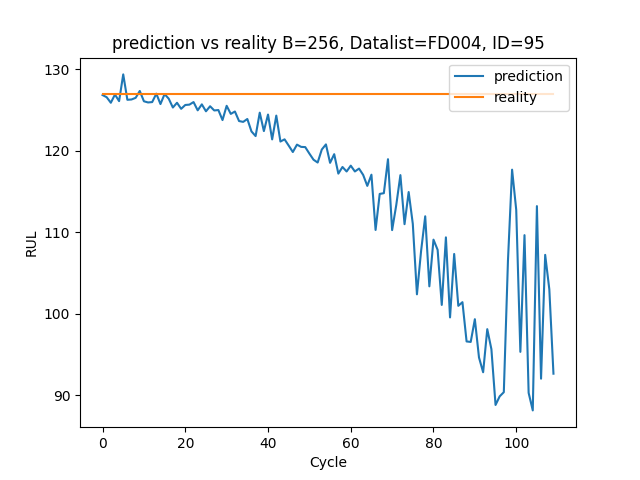 prediction vs reality B=256, Datalist=FD004, ID=95
prediction
reality
130
120
110
100
90
RUL
0 20 40 60 80 100
Cycle